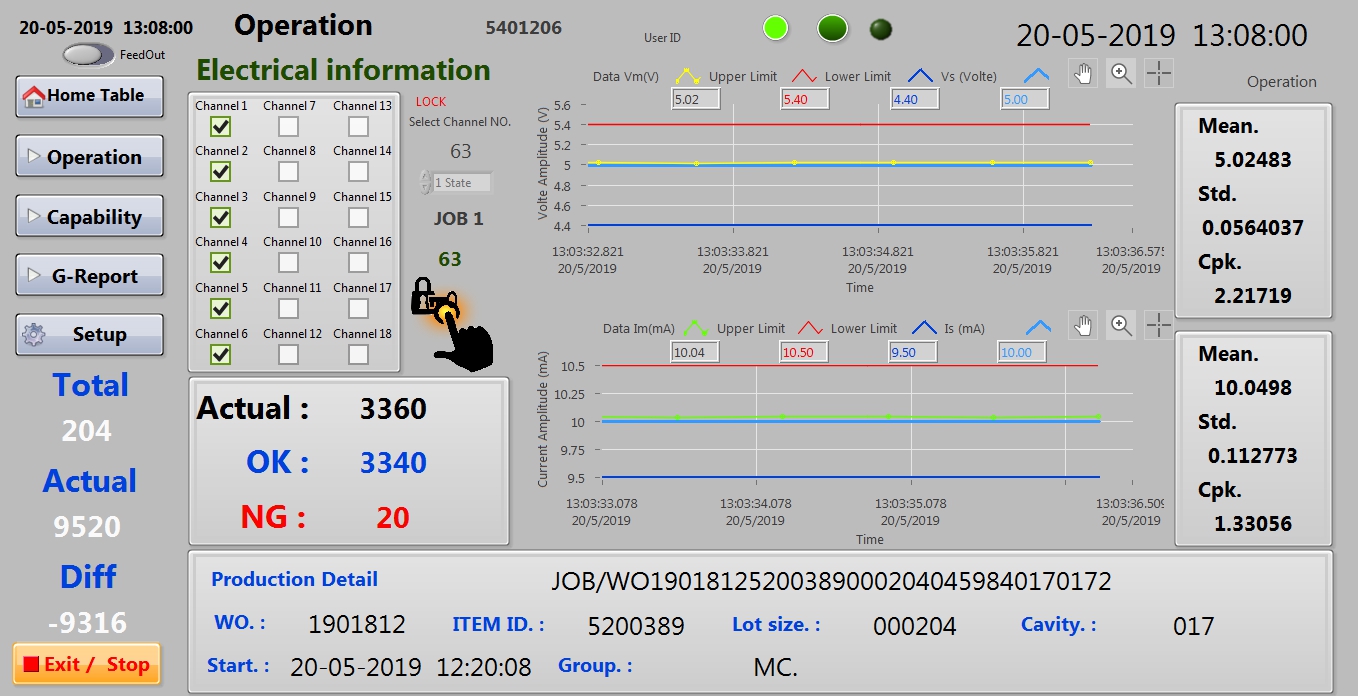 20-05-2019 13:08:00
Operation
5401206
User ID
20-05-2019 13:08:00
FeedOut
Operation
Home Table
Operation
Capability
G-Report
Setup
Total
204
Actual
9520
Diff
-9316
Exit / Stop
Electrical information
Channel 1 Channel 7 Channel 13
Channel 2 Channel 8 Channel 14
Channel 3 Channel 9 Channel 15
Channel 4 Channel 10 Channel 16
Channel 5 Channel 11 Channel 17
Channel 6 Channel 12 Channel 18
LOCK
Select Channel NO.
63
1 State
JOB 1
63
Actual : 3360
OK : 3340
NG : 20
Data Vm(V) Upper Limit Lower Limit Vs (Volte)
5.02 5.40 4.40 5.00
Volte Amplitude (V)
5.6
5.4
5.2
5
4.8
4.6
4.4
13:03:32.821 13:03:33.821 13:03:34.821 13:03:35.821 13:03:36.575
20/5/2019 20/5/2019 20/5/2019 20/5/2019 20/5/2019
Time
Mean.
5.02483
Std.
0.0564037
Cpk.
2.21719
Data Im(mA) Upper Limit Lower Limit Is (mA)
10.04 10.50 9.50 10.00
Current Amplitude (mA)
10.5
10.25
10
9.75
9.5
13:03:33.078 13:03:34.078 13:03:35.078 13:03:36.509
20/5/2019 20/5/2019 20/5/2019 20/5/2019
Time
Mean.
10.0498
Std.
0.112773
Cpk.
1.33056
Production Detail JOB/WO190181252003890002040459840170172
WO. : 1901812 ITEM ID. : 5200389 Lot size. : 000204 Cavity. : 017
Start. : 20-05-2019 12:20:08 Group. : MC.